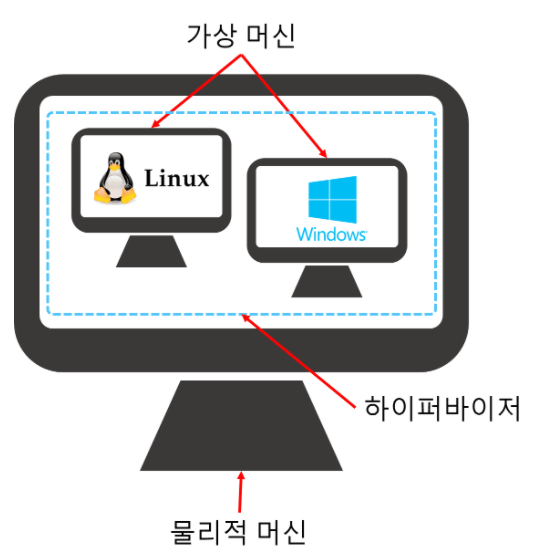 가상 머신
Linux
Windows
하이퍼바이저
물리적 머신